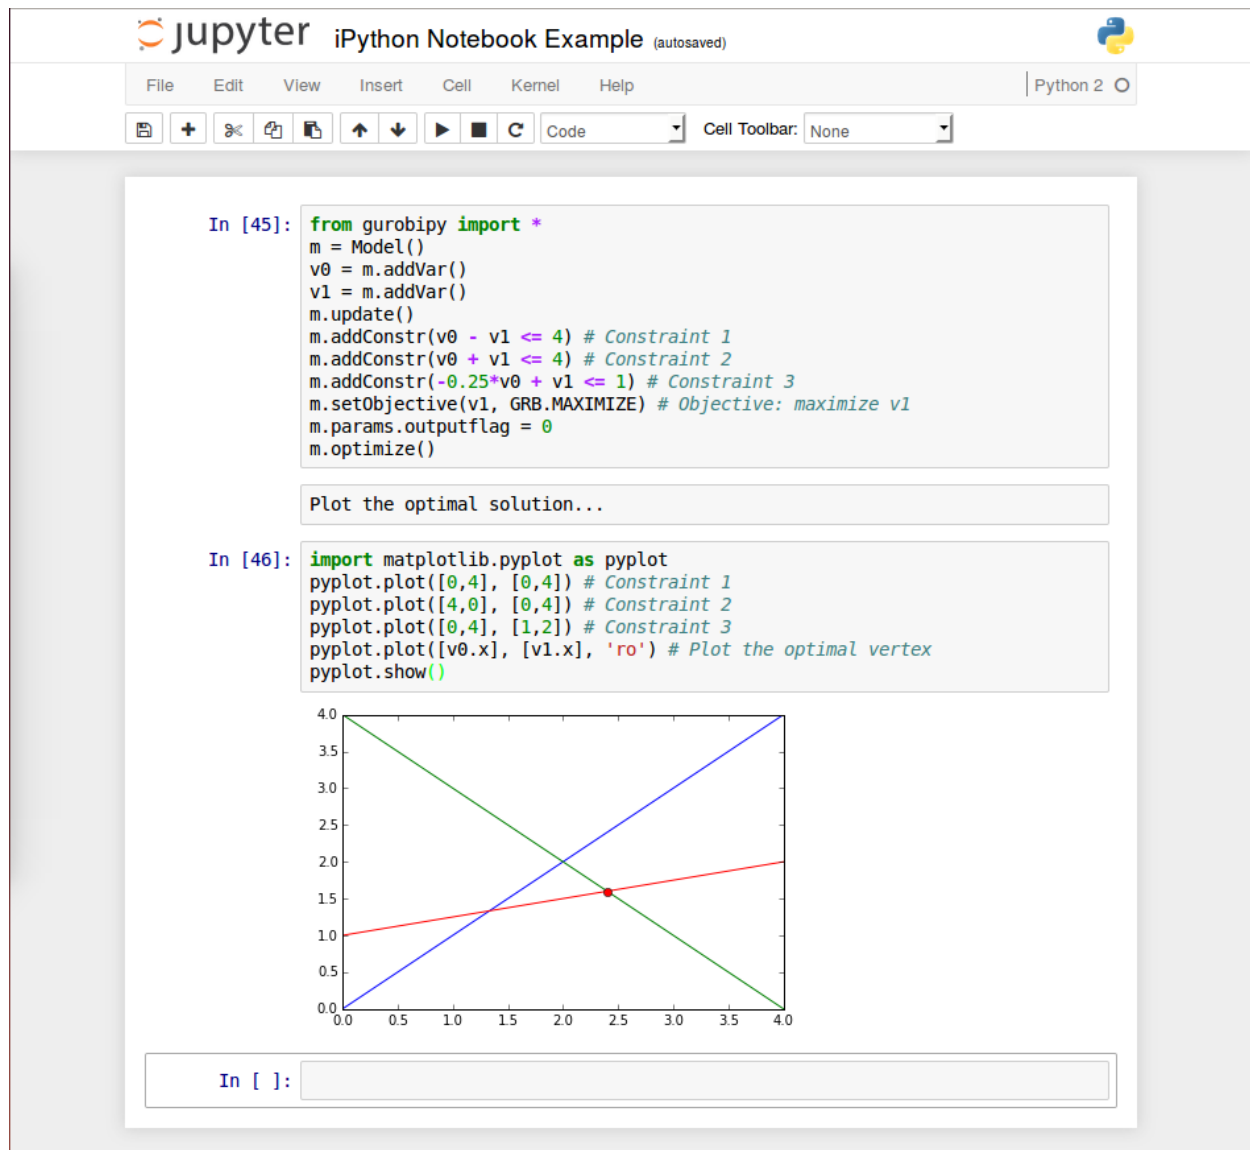 jupyter iPython Notebook Example (autosaved)
File Edit View Insert Cell Kernel Help Python 2
Code Cell Toolbar: None
In [45]: from gurobipy import *
m = Model()
v0 = m.addVar()
v1 = m.addVar()
m.update()
m.addConstr(v0 - v1 <= 4) # Constraint 1
m.addConstr(v0 + v1 <= 4) # Constraint 2
m.addConstr(-0.25*v0 + v1 <= 1) # Constraint 3
m.setObjective(v1, GRB.MAXIMIZE) # Objective: maximize v1
m.params.outputflag = 0
m.optimize()
Plot the optimal solution...
In [46]: import matplotlib.pyplot as pyplot
pyplot.plot([0,4], [0,4]) # Constraint 1
pyplot.plot([4,0], [0,4]) # Constraint 2
pyplot.plot([0,4], [1,2]) # Constraint 3
pyplot.plot([v0.x], [v1.x], 'ro') # Plot the optimal vertex
pyplot.show()
4.0
3.5
3.0
2.5
2.0
1.5
1.0
0.5
0.0
0.0 0.5 1.0 1.5 2.0 2.5 3.0 3.5 4.0
In [ ]: